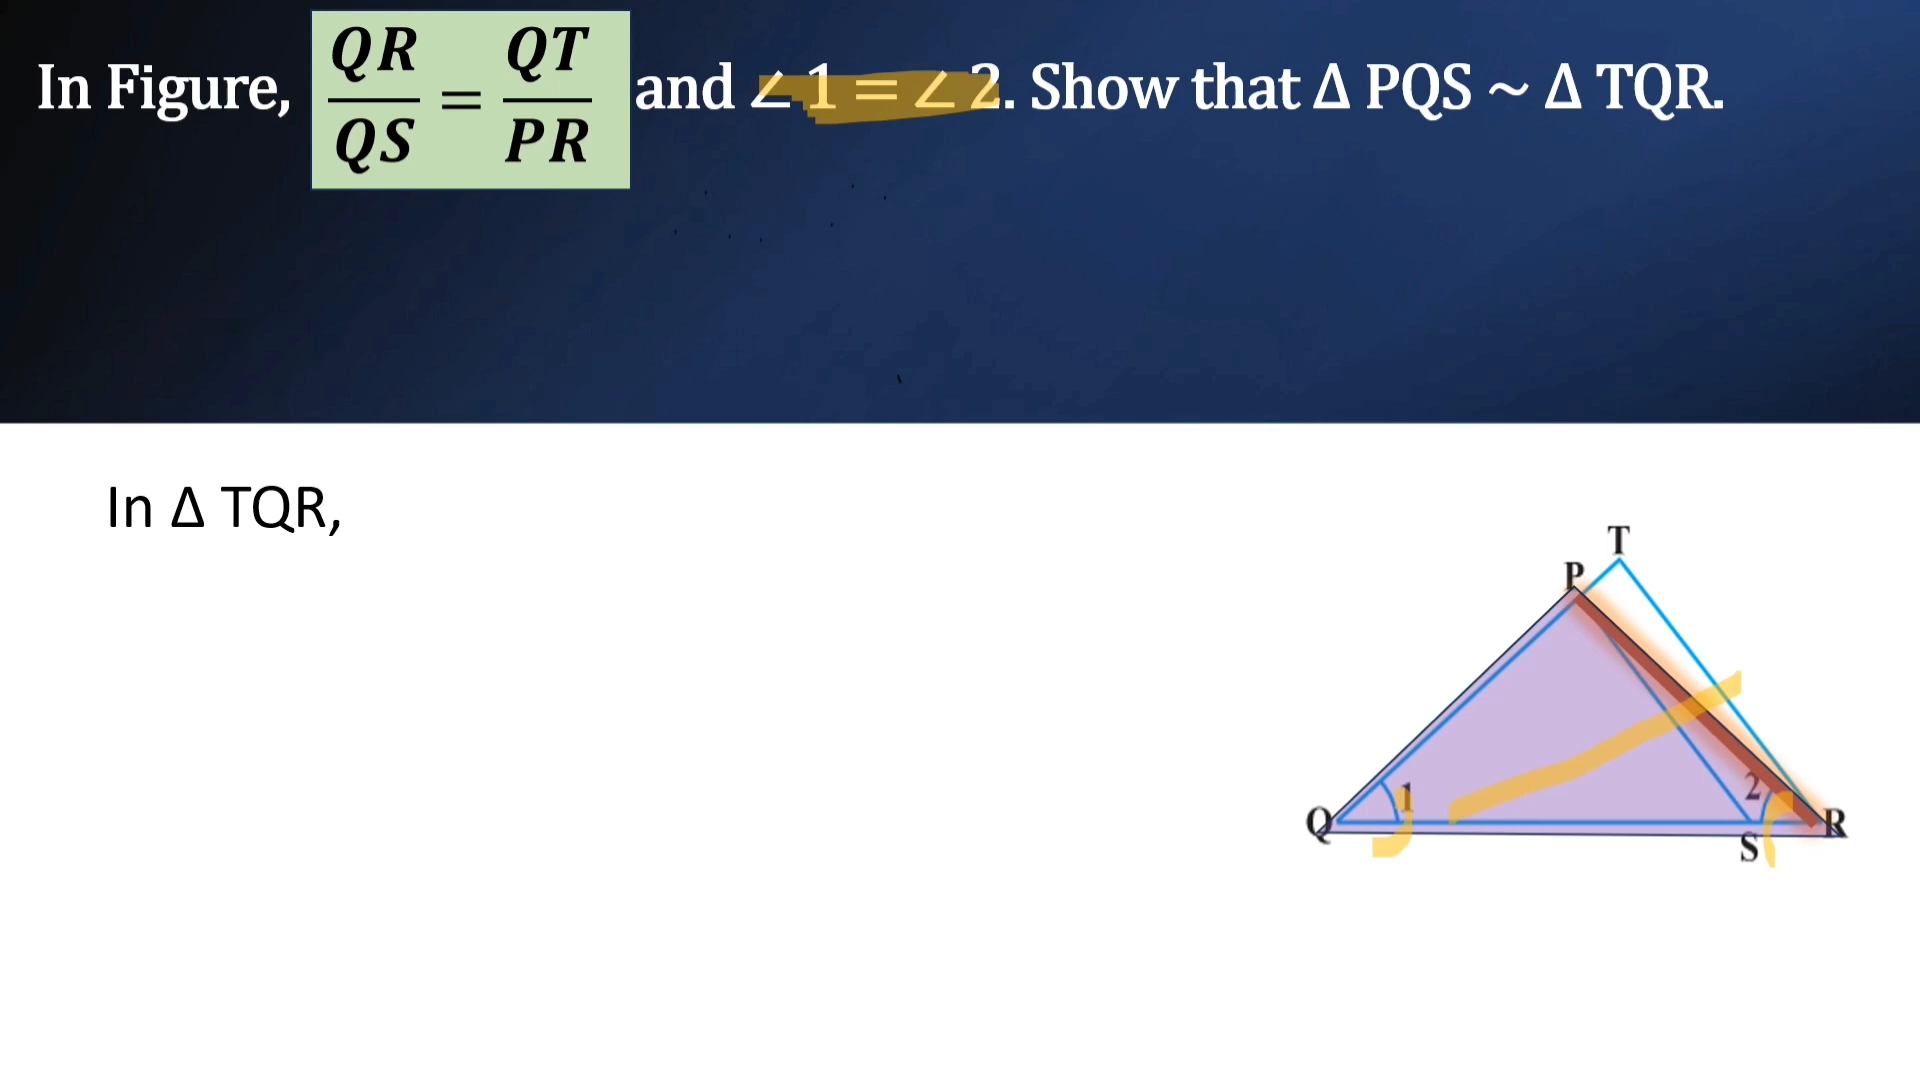 In Figure, QR/QS = QT/PR and ∠1 = ∠2. Show that Δ PQS ~ Δ TQR.
In Δ TQR,
T
P
1
2
Q
R
S